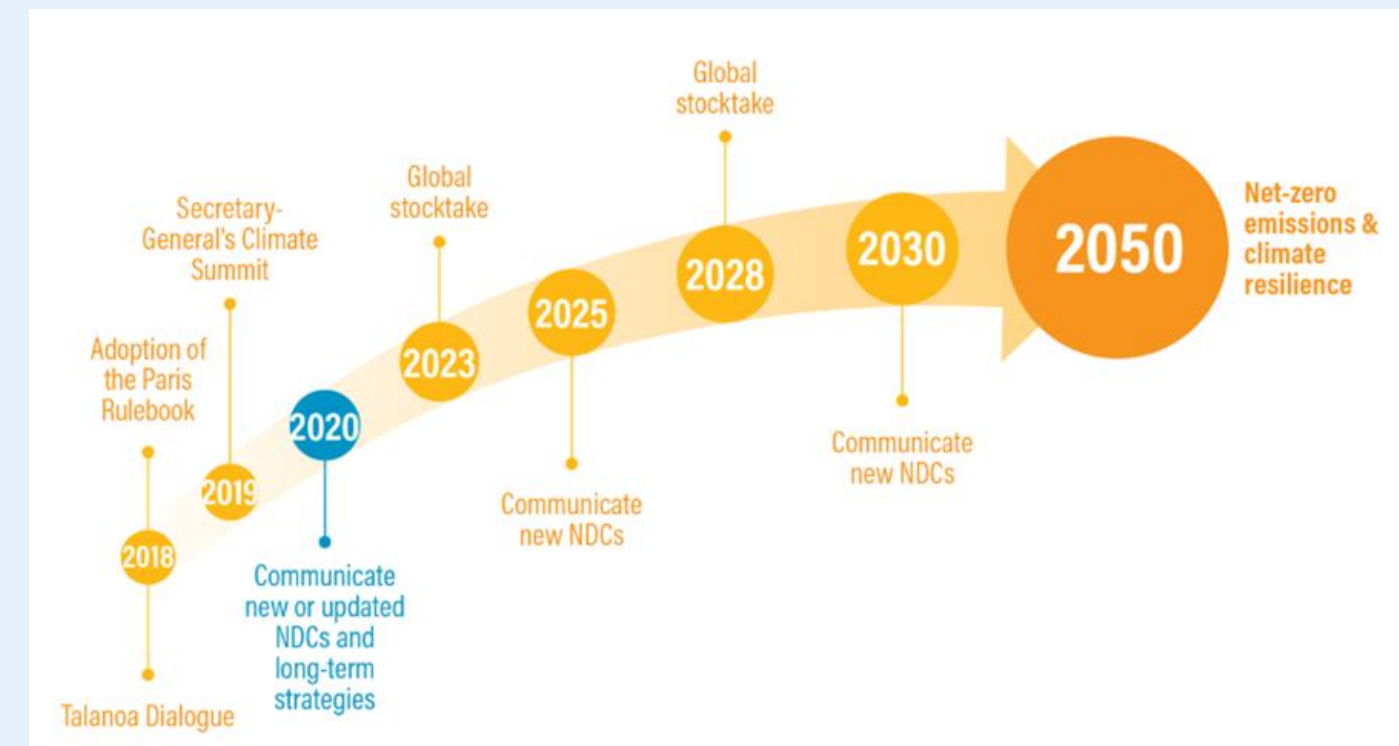 Adoption of
the Paris
Rulebook
2018
Talanoa Dialogue
Secretary-
General's Climate
Summit
2019
2020
Communicate
new or updated
NDCs and
long-term
strategies
Global
stocktake
2023
2025
Communicate
new NDCs
Global
stocktake
2028
2030
Communicate
new NDCs
2050
Net-zero
emissions &
climate
resilience